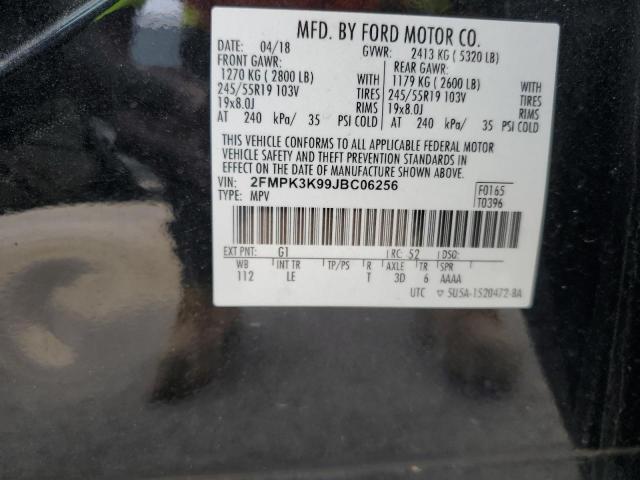 MFD. BY FORD MOTOR CO.
DATE: 04/18 GVWR: 2413 KG ( 5320 LB)
FRONT GAWR: REAR GAWR:
1270 KG ( 2800 LB) 1179 KG ( 2600 LB)
245/55R19 103V TIRES 245/55R19 103V TIRES
19x8.0J RIMS 19x8.0J RIMS
AT 240 kPa/ 35 PSI COLD AT 240 kPa/ 35 PSI COLD
THIS VEHICLE CONFORMS TO ALL APPLICABLE FEDERAL MOTOR
VEHICLE SAFETY AND THEFT PREVENTION STANDARDS IN
EFFECT ON THE DATE OF MANUFACTURE SHOWN ABOVE.
VIN: 2FMPK3K99JBC06256 F0165
TYPE: MPV T0396
EXT PNT: G1 RC: 52 DSO:
WB INT TR TP/PS R AXLE TR SPR
112 LE T 3D 6 AAAA
UTC ▽ 5U5A-1520472-BA